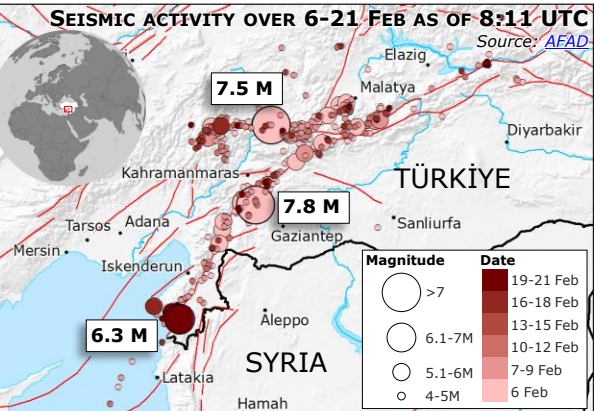 SEISMIC ACTIVITY OVER 6-21 FEB AS OF 8:11 UTC
Source: AFAD
Elazig
7.5 M
Malatya
Diyarbakir
Kahramanmaras
TÜRKİYE
7.8 M
Tarsos
Adana
Sanliurfa
Gaziantep
Mersin
Iskenderun
Magnitude
Date
>7
19-21 Feb
16-18 Feb
6.1-7M
13-15 Feb
10-12 Feb
5.1-6M
7-9 Feb
4-5M
6 Feb
Aleppo
6.3 M
SYRIA
Latakia
Hamah